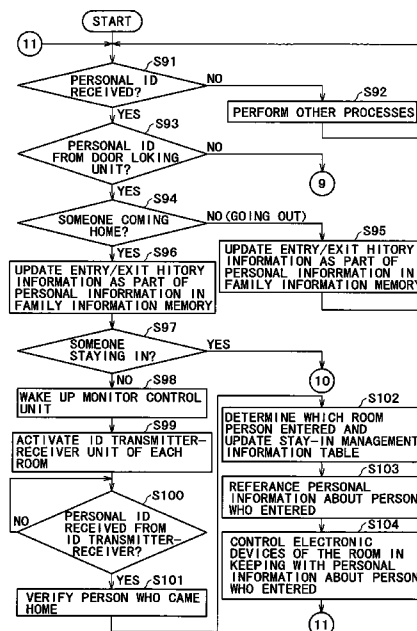 START
11
S91
PERSONAL ID
RECEIVED?
NO
S92
PERFORM OTHER PROCESSES
YES
S93
PERSONAL ID
FROM DOOR LOKING
UNIT?
NO
9
YES
S94
SOMEONE COMING
HOME?
NO (GOING OUT)
S95
UPDATE ENTRY/EXIT HITORY
INFORMATION AS PART OF
PERSONAL INFORRMATION IN
FAMILY INFORMATION MEMORY
YES
S96
UPDATE ENTRY/EXIT HITORY
INFORMATION AS PART OF
PERSONAL INFORRMATION IN
FAMILY INFORMATION MEMORY
S97
SOMEONE
STAYING IN?
YES
10
NO
S98
WAKE UP MONITOR CONTROL
UNIT
S99
ACTIVATE ID TRANSMITTER-
RECEIVER UNIT OF EACH
ROOM
S100
PERSONAL ID
RECEIVED FROM
ID TRANSMITTER-
RECEIVER?
NO
YES
S101
VERIFY PERSON WHO CAME
HOME
S102
DETERMINE WHICH ROOM
PERSON ENTERED AND
UPDATE STAY-IN MANAGEMENT
INFORMATION TABLE
S103
REFERANCE PERSONAL
INFORMATION ABOUT PERSON
WHO ENTERED
S104
CONTROL ELECTRONIC
DEVICES OF THE ROOM IN
KEEPING WITH PERSONAL
INFORMATION ABOUT PERSON
WHO ENTERED
11